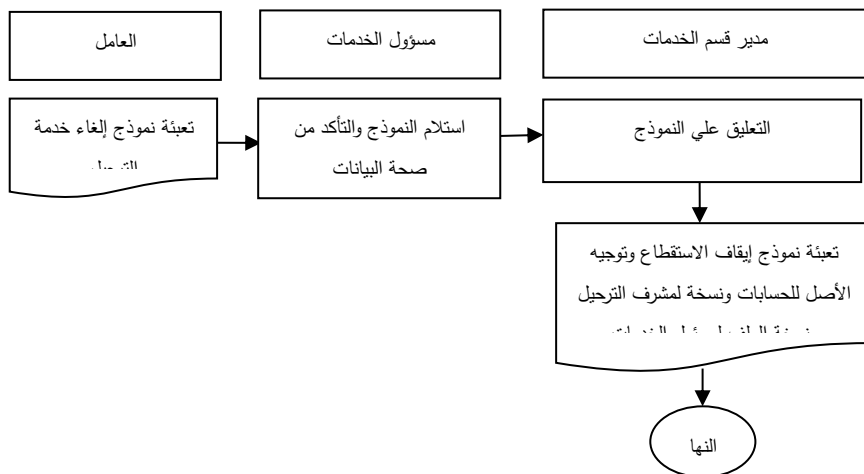 العامل
مسؤول الخدمات
مدير قسم الخدمات
تعبئة نموذج إلغاء خدمة
الترحيل
استلام النموذج والتأكد من
صحة البيانات
التعليق علي النموذج
تعبئة نموذج إيقاف الاستقطاع وتوجيه
الأصل للحسابات ونسخة لمشرف الترحيل
النها